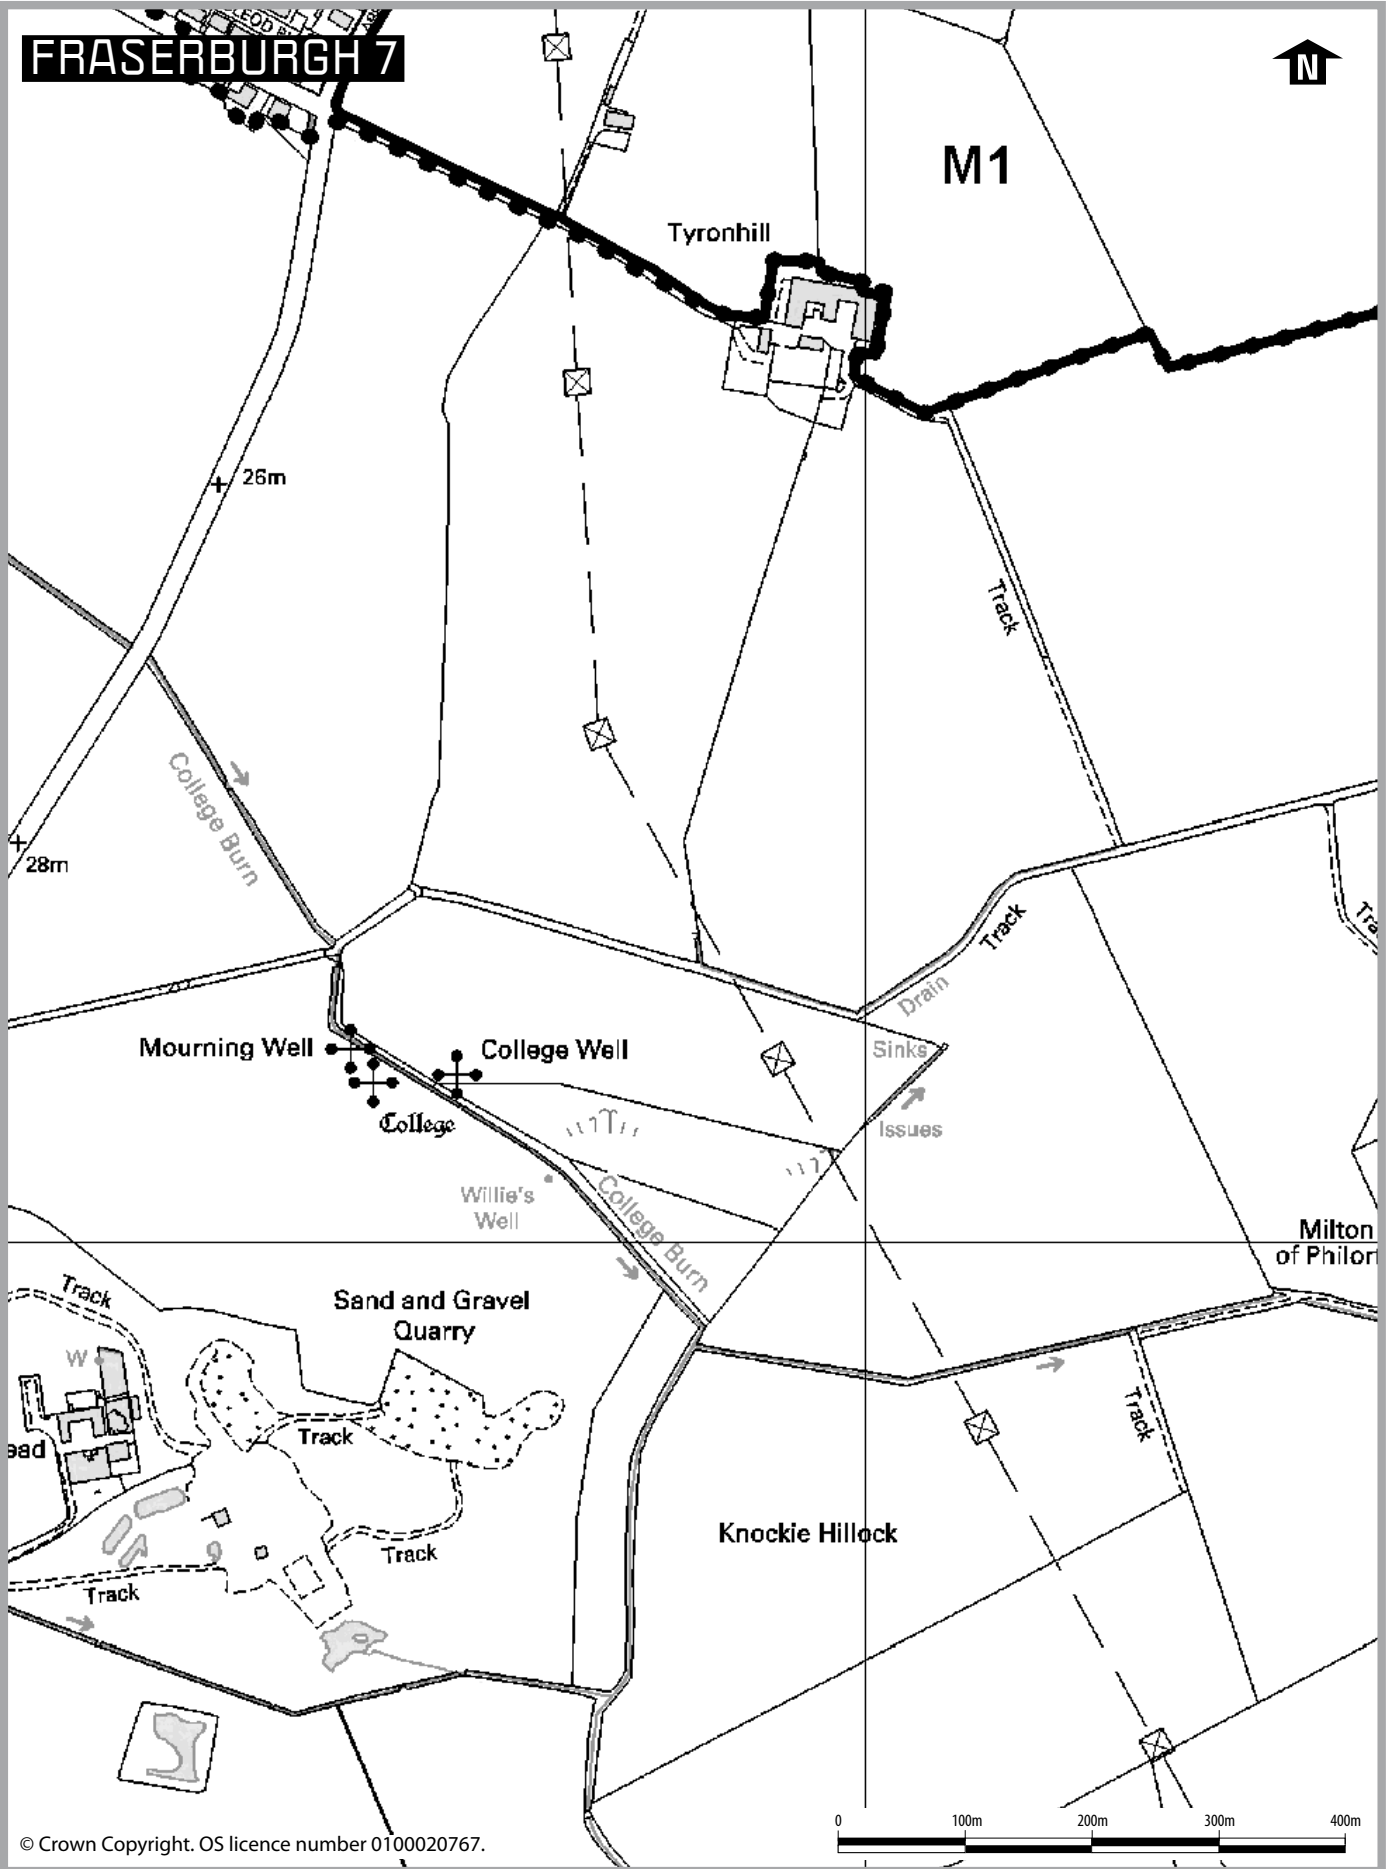 FRASERBURGH 7
N
M1
Tyronhill
26m
Track
College Burn
28m
Track
Drain
Mourning Well
College Well
Sinks
College
Issues
Willie's
Well
College Burn
Milton
of Philor
Track
Sand and Gravel
Quarry
W
Track
Track
Knockie Hillock
Track
Track
0 100m 200m 300m 400m
© Crown Copyright. OS licence number 0100020767.